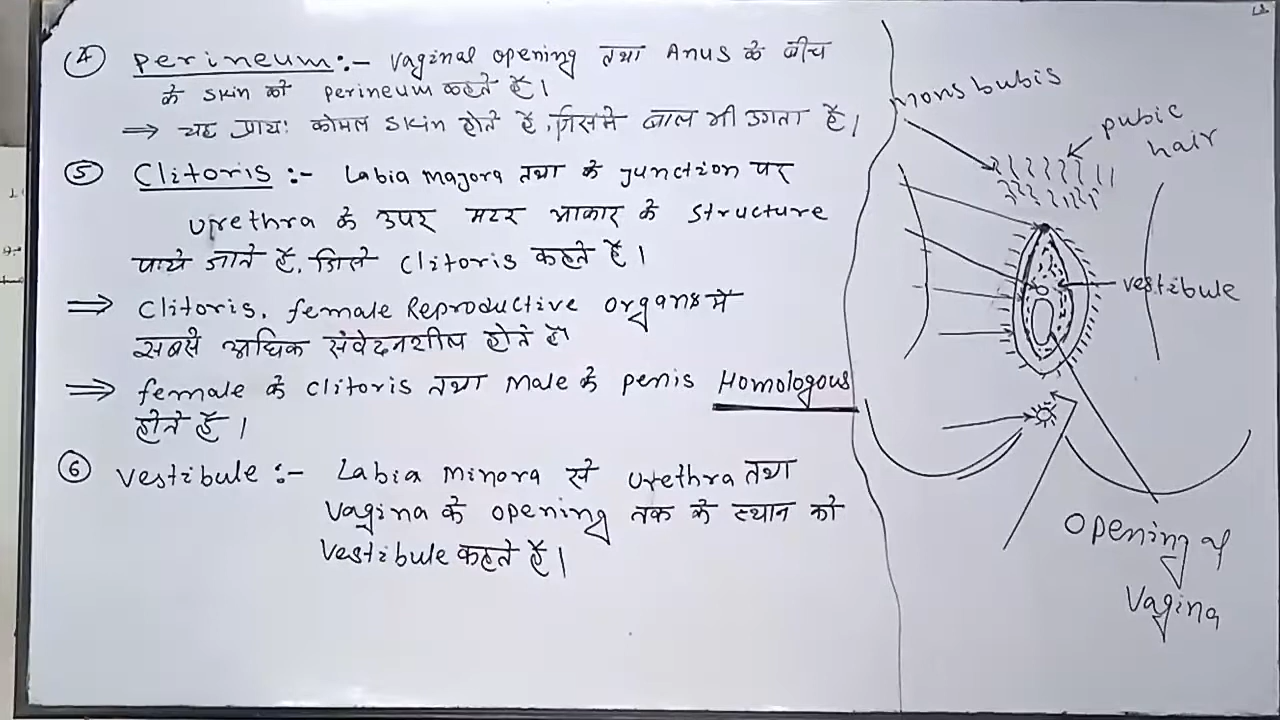 ④ Perineum :- Vaginal opening तथा Anus के बीच
के skin को perineum कहते हैं।
⇒ यह प्रायः कोमल skin होते हैं, जिसमे बाल भी उगता हैं।
⑤ Clitoris :- Labia majora तथा के junction पर
urethra के उपर मटर आकार के structure
पाये जाते हैं, जिसे clitoris कहते हैं।
⇒ Clitoris, female Reproductive organs में
सबसे अधिक संवेदनशील होते हैं
⇒ female के clitoris तथा male के penis Homologous
होते हैं।
⑥ Vestibule :- Labia minora से urethra तथा
Vagina के opening तक के स्थान को
Vestibule कहते हैं।
mons bubis
pubic
hair
vestibule
Opening of
Vagina